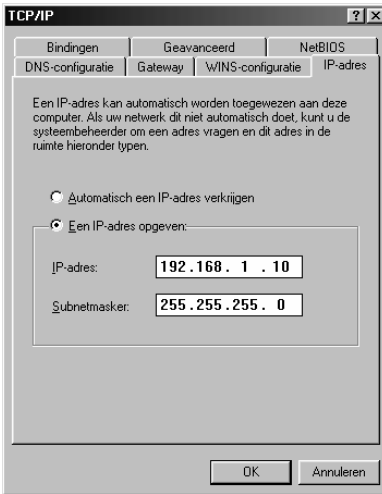 TCP/IP
Bindingen Geavanceerd NetBIOS
DNS-configuratie Gateway WINS-configuratie IP-adres
Een IP-adres kan automatisch worden toegewezen aan deze
computer. Als uw netwerk dit niet automatisch doet, kunt u de
systeembeheerder om een adres vragen en dit adres in de
ruimte hieronder typen.
Automatisch een IP-adres verkrijgen
Een IP-adres opgeven:
IP-adres: 192.168. 1 .10
Subnetmasker: 255.255.255. 0
OK Annuleren